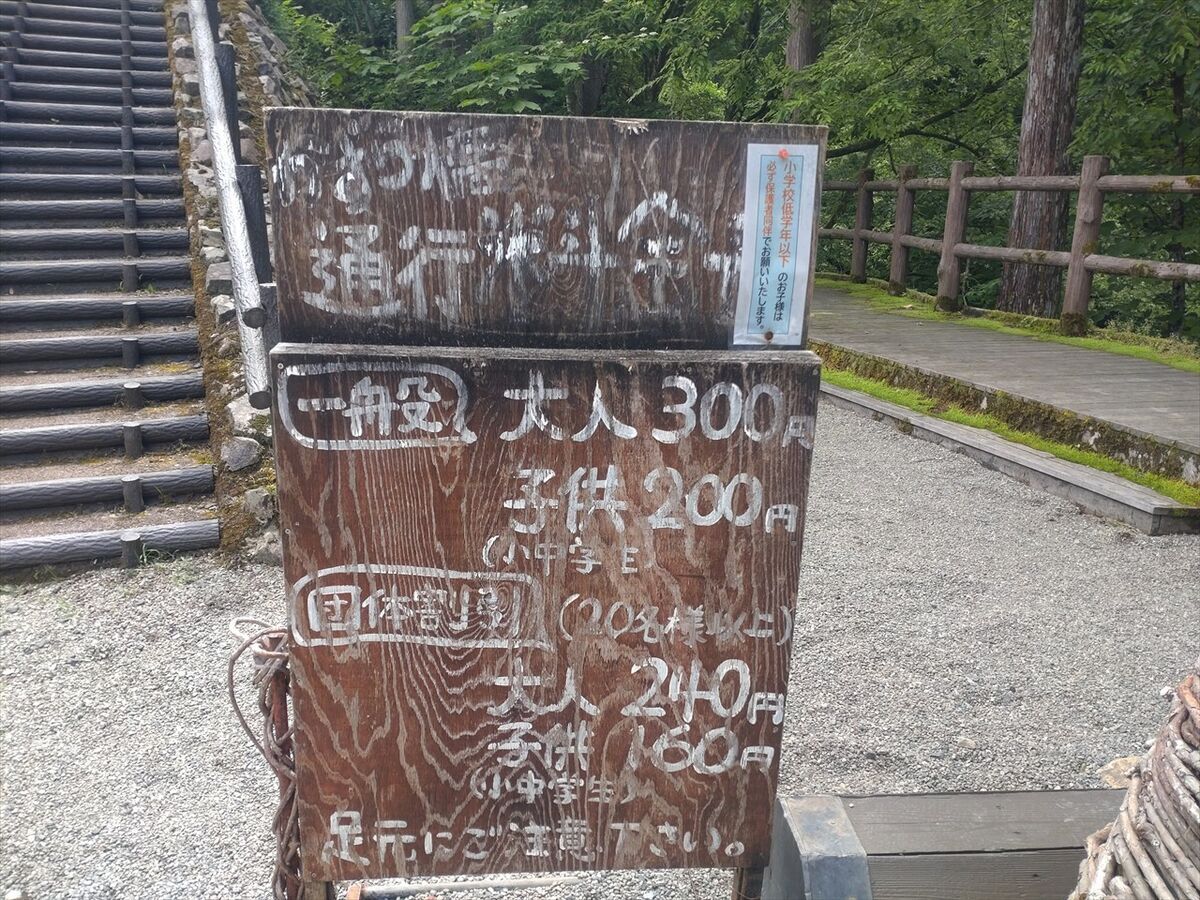 かずら橋
通行料金
小学校低学年以下のお子様は
必ず保護者同伴でお願いいたします。
一般 大人 300円
子供 200円
(小中学生)
団体割引 (20名様以上)
大人 240円
子供 160円
(小中学生)
足元にご注意下さい。